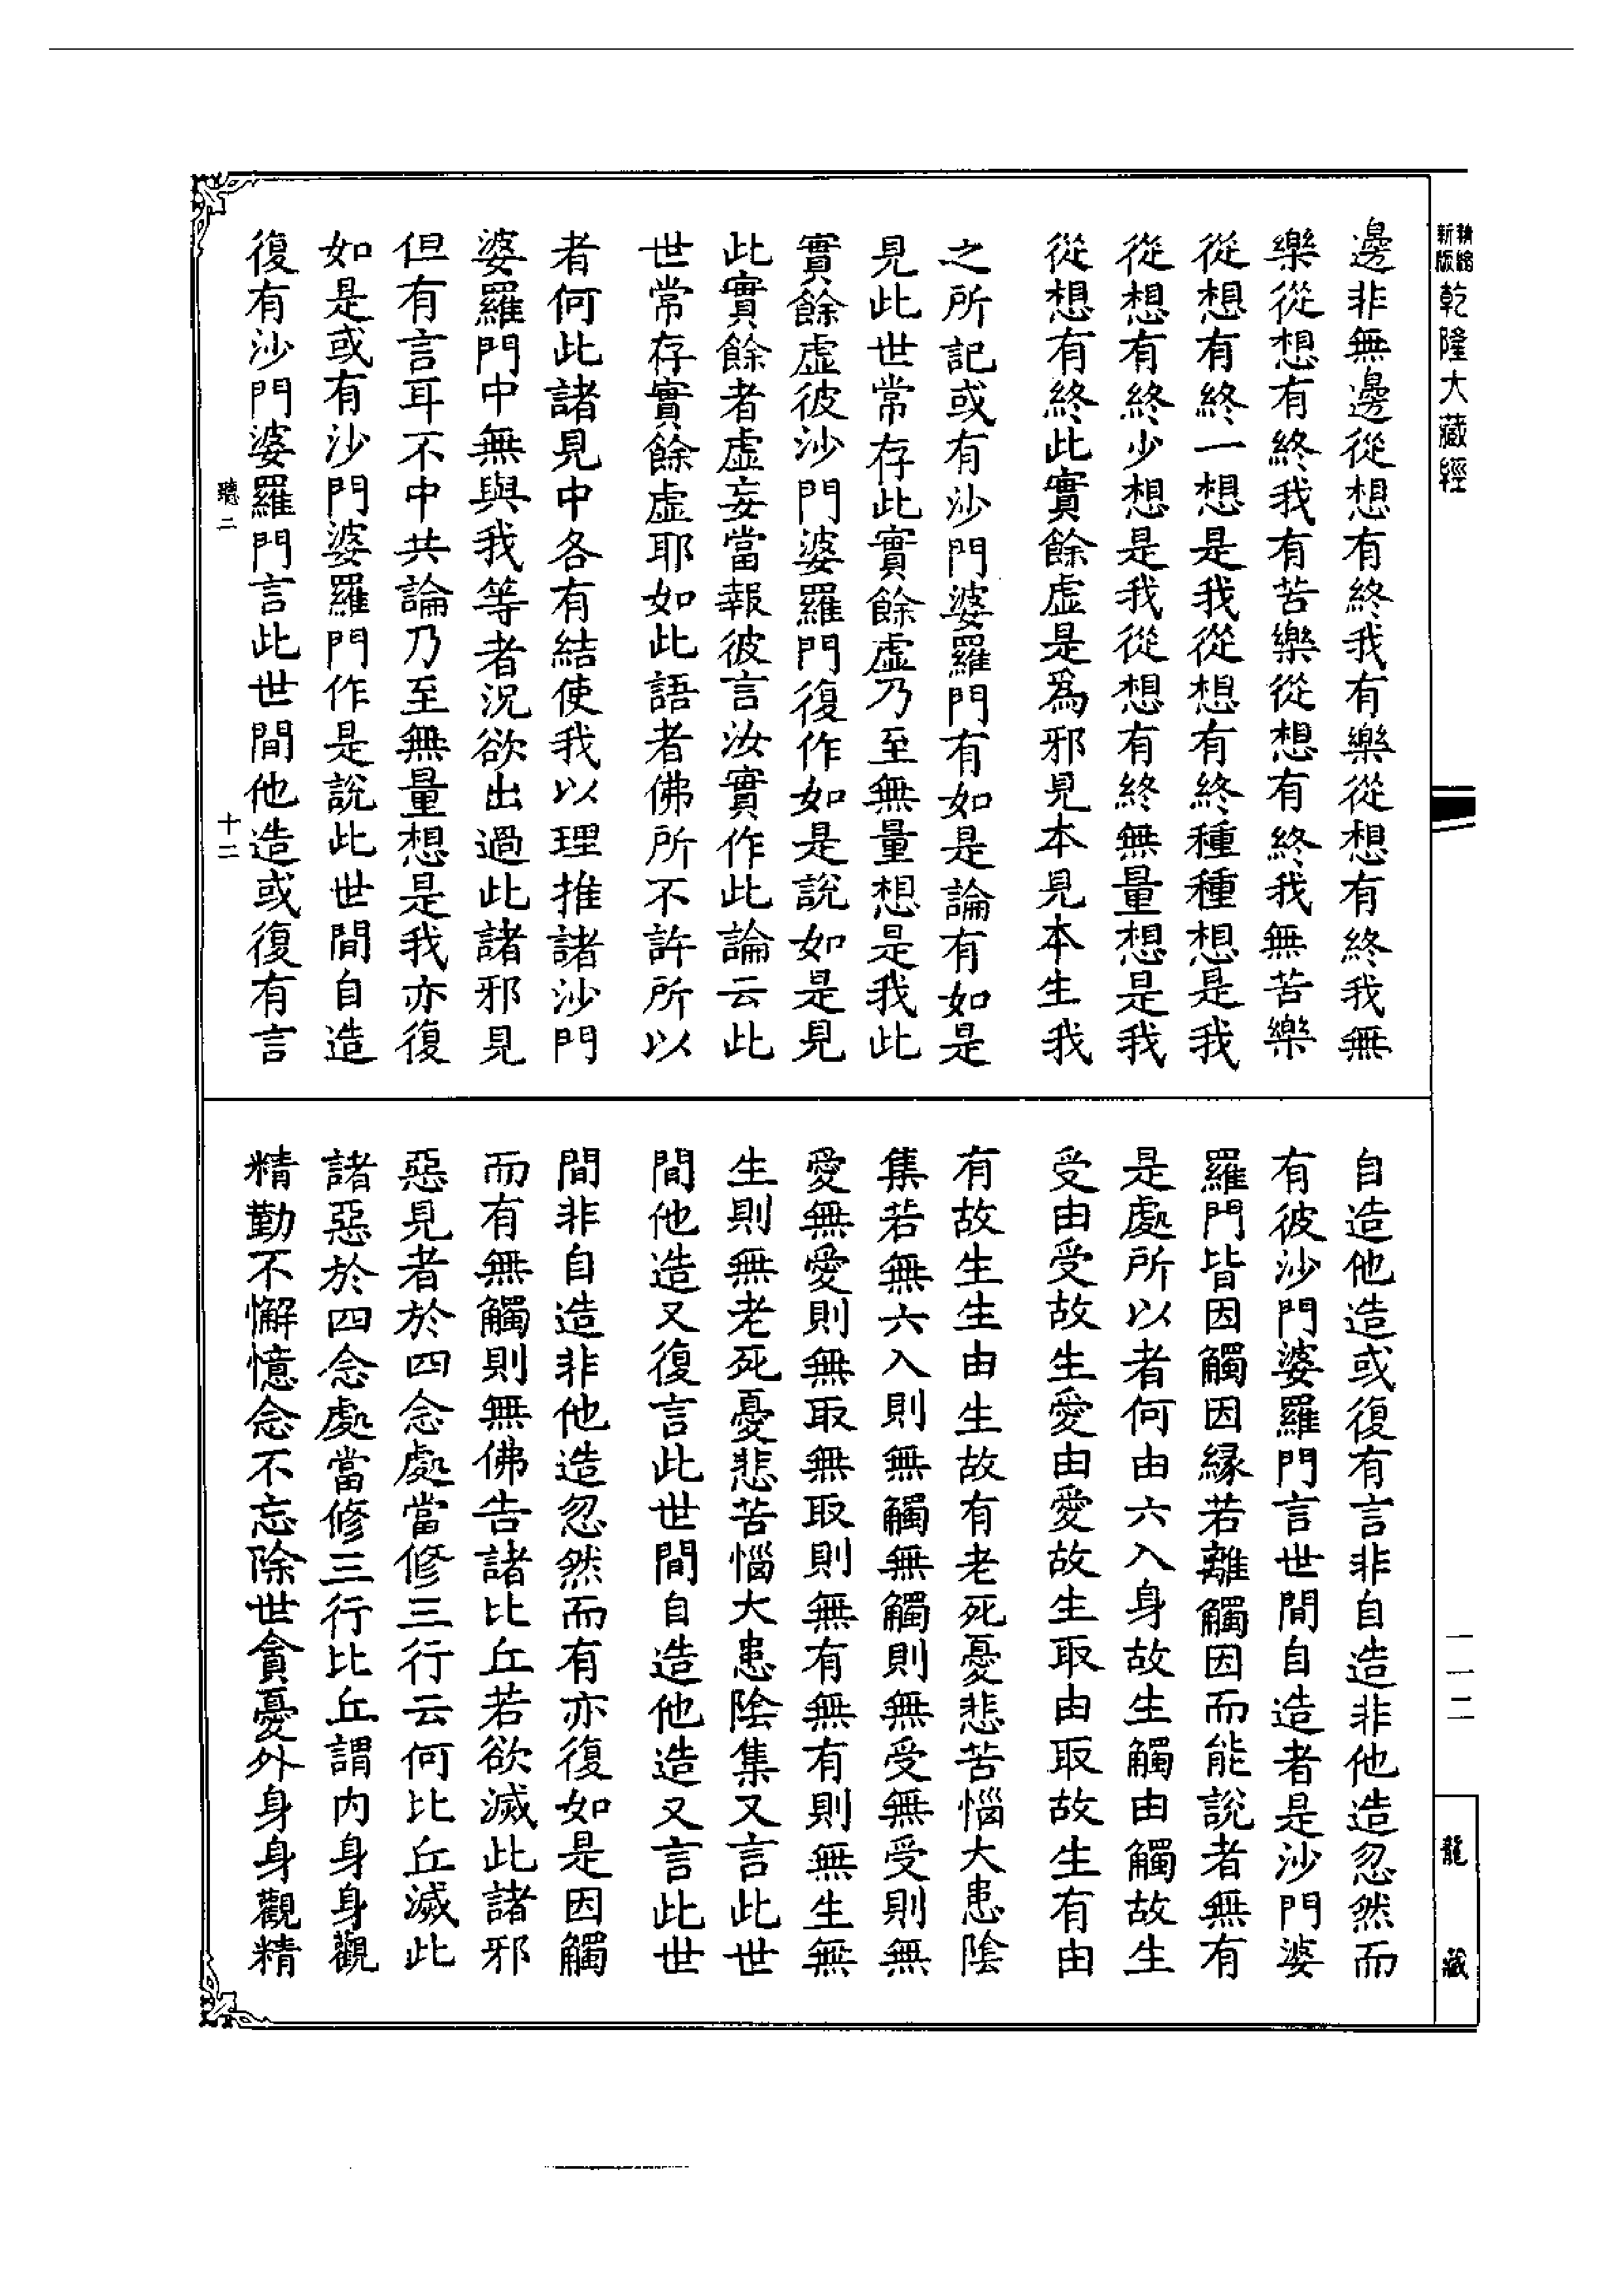 精縮新版乾隆大藏經
邊非無邊從想有終我有樂從想有終我無
樂從想有終我有苦樂從想有終我無苦樂
從想有終一想是我從想有終種種想是我
從想有終少想是我從想有終無量想是我
從想有終此實餘虛是為邪見本見本生我
之所記或有沙門婆羅門有如是論有如是
見此世常存此實餘虛乃至無量想是我此
實餘虛彼沙門婆羅門復作如是說如是見
此實餘者虛妄當報彼言汝實作此論云此
世常存實餘虛耶如此語者佛所不許所以
者何此諸見中各有結使我以理推諸沙門
婆羅門中無與我等者況欲出過此諸邪見
但有言耳不中共論乃至無量想是我亦復
如是或有沙門婆羅門作是說此世間自造
復有沙門婆羅門言此世間他造或復有言
聽二 十二
自造他造或復有言非自造非他造忽然而
有彼沙門婆羅門言世間自造者是沙門婆
羅門皆因觸因緣若離觸因而能說者無有
是處所以者何由六入身故生觸由觸故生
受由受故生愛由愛故生取由取故生有由
有故生生由生故有老死憂悲苦惱大患陰
集若無六入則無觸無觸則無受無受則無
愛無愛則無取無取則無有無有則無生無
生則無老死憂悲苦惱大患陰集又言此世
間他造又復言此世間自造他造又言此世
間非自造非他造忽然而有亦復如是因觸
而有無觸則無佛告諸比丘若欲滅此諸邪
惡見者於四念處當修三行云何比丘滅此
諸惡於四念處當修三行比丘謂內身身觀
精勤不懈憶念不忘除世貪憂外身身觀精
一一二
龍藏